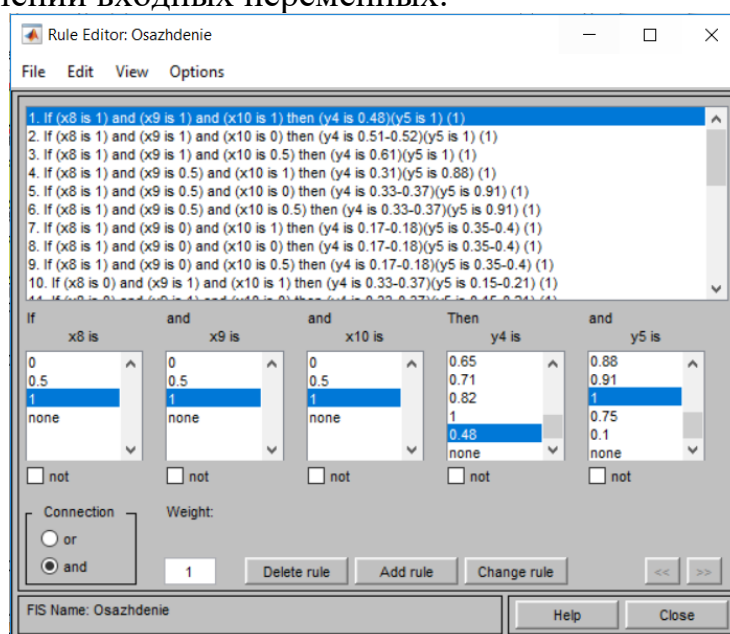 входных переменных.
Rule Editor: Osazhdenie
File Edit View Options
1. If (x8 is 1) and (x9 is 1) and (x10 is 1) then (y4 is 0.48)(y5 is 1) (1)
2. If (x8 is 1) and (x9 is 1) and (x10 is 0) then (y4 is 0.51-0.52)(y5 is 1) (1)
3. If (x8 is 1) and (x9 is 1) and (x10 is 0.5) then (y4 is 0.61)(y5 is 1) (1)
4. If (x8 is 1) and (x9 is 0.5) and (x10 is 1) then (y4 is 0.31)(y5 is 0.88) (1)
5. If (x8 is 1) and (x9 is 0.5) and (x10 is 0) then (y4 is 0.33-0.37)(y5 is 0.91) (1)
6. If (x8 is 1) and (x9 is 0.5) and (x10 is 0.5) then (y4 is 0.33-0.37)(y5 is 0.91) (1)
7. If (x8 is 1) and (x9 is 0) and (x10 is 1) then (y4 is 0.17-0.18)(y5 is 0.35-0.4) (1)
8. If (x8 is 1) and (x9 is 0) and (x10 is 0) then (y4 is 0.17-0.18)(y5 is 0.35-0.4) (1)
9. If (x8 is 1) and (x9 is 0) and (x10 is 0.5) then (y4 is 0.17-0.18)(y5 is 0.35-0.4) (1)
10. If (x8 is 0) and (x9 is 1) and (x10 is 1) then (y4 is 0.33-0.37)(y5 is 0.15-0.21) (1)
If and and Then and
x8 is x9 is x10 is y4 is y5 is
0 0 0 0.65 0.88
0.5 0.5 0.5 0.71 0.91
1 1 1 0.82 1
none none none 1 0.75
0.48 0.1
none none
not not not not not
Connection Weight:
or
and 1 Delete rule Add rule Change rule << >>
FIS Name: Osazhdenie Help Close